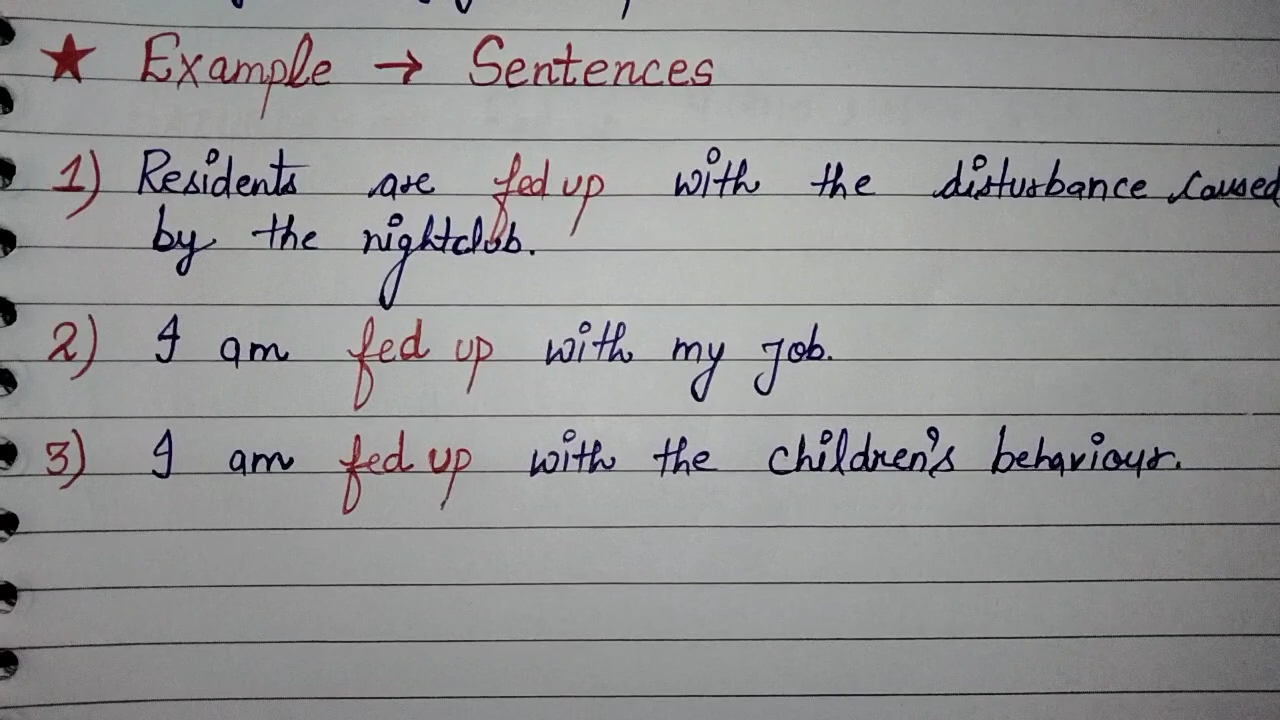 ★ Example → Sentences
1) Residents are fed up with the disturbance caused
by the nightclub.
2) I am fed up with my job.
3) I am fed up with the children's behaviour.